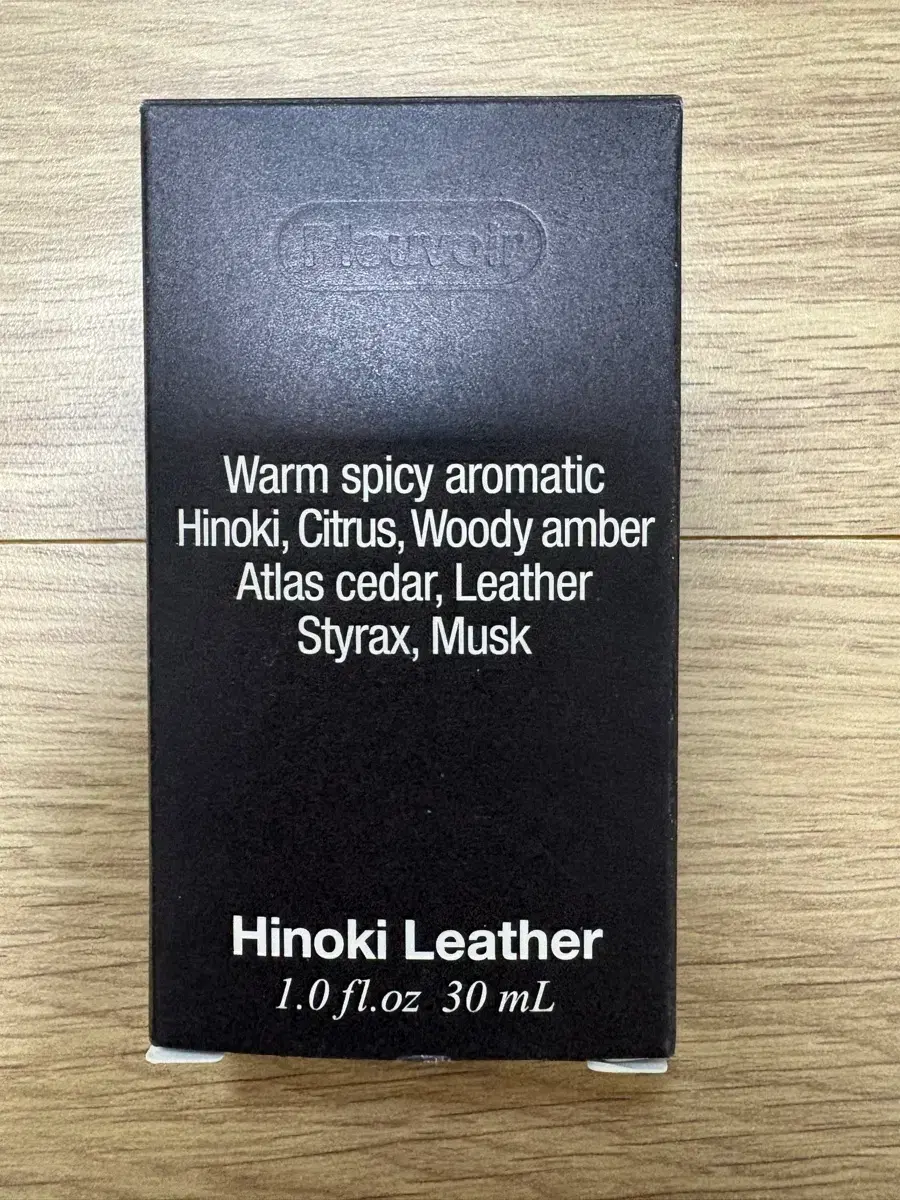 Pleuvoir
Warm spicy aromatic
Hinoki, Citrus, Woody amber
Atlas cedar, Leather
Styrax, Musk
Hinoki Leather
1.0 fl.oz 30 mL